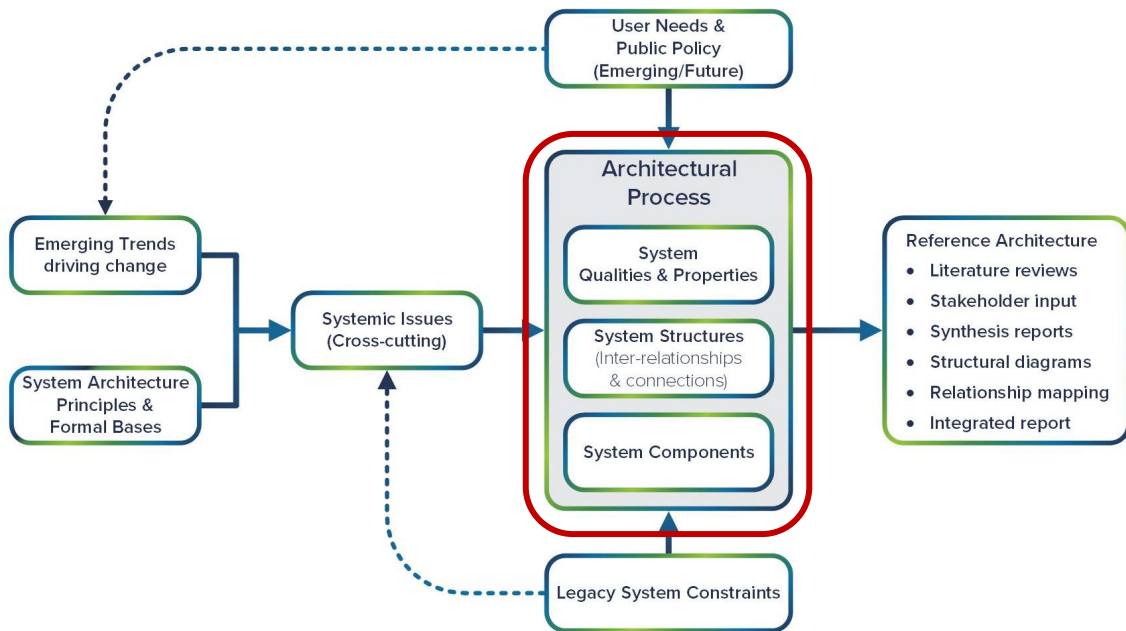 User Needs &
Public Policy
(Emerging/Future)
Architectural
Process
Emerging Trends
driving change
System
Qualities & Properties
Reference Architecture
• Literature reviews
• Stakeholder input
• Synthesis reports
• Structural diagrams
• Relationship mapping
• Integrated report
Systemic Issues
(Cross-cutting)
System Structures
(Inter-relationships
& connections)
System Architecture
Principles &
Formal Bases
System Components
Legacy System Constraints